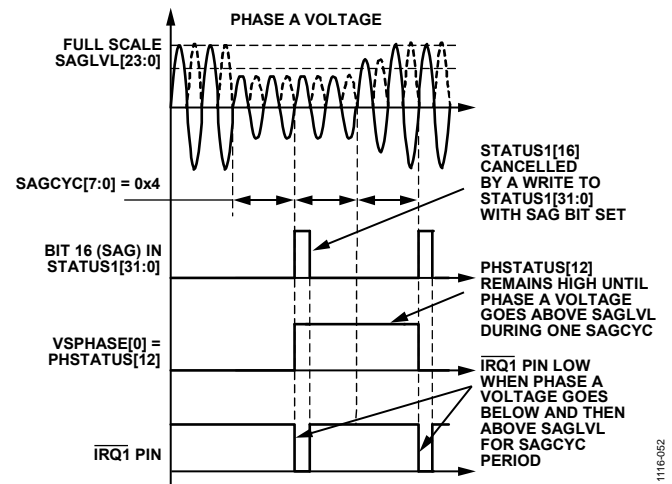 PHASE A VOLTAGE
FULL SCALE
SAGLVL[23:0]
SAGCYC[7:0] = 0x4
STATUS1[16]
CANCELLED
BY A WRITE TO
STATUS1[31:0]
WITH SAG BIT SET
BIT 16 (SAG) IN
STATUS1[31:0]
PHSTATUS[12]
REMAINS HIGH UNTIL
PHASE A VOLTAGE
GOES ABOVE SAGLVL
DURING ONE SAGCYC
VSPHASE[0] =
PHSTATUS[12]
IRQ1 PIN LOW
WHEN PHASE A
VOLTAGE GOES
BELOW AND THEN
ABOVE SAGLVL
FOR SAGCYC
PERIOD
IRQ1 PIN
1116-052